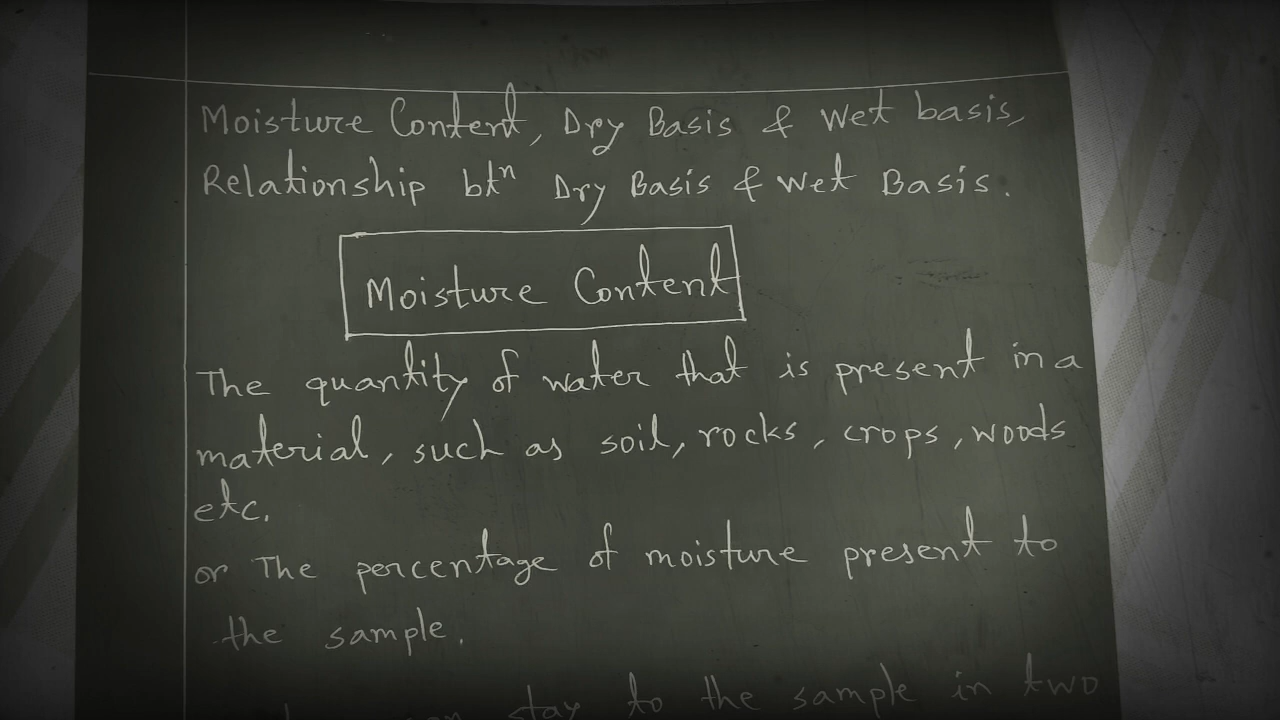 Moisture Content, Dry Basis & Wet basis,
Relationship btⁿ Dry Basis & Wet Basis.
Moisture Content
The quantity of water that is present in a
material, such as soil, rocks, crops, woods
etc.
or The percentage of moisture present to
the sample.
stay to the sample in two